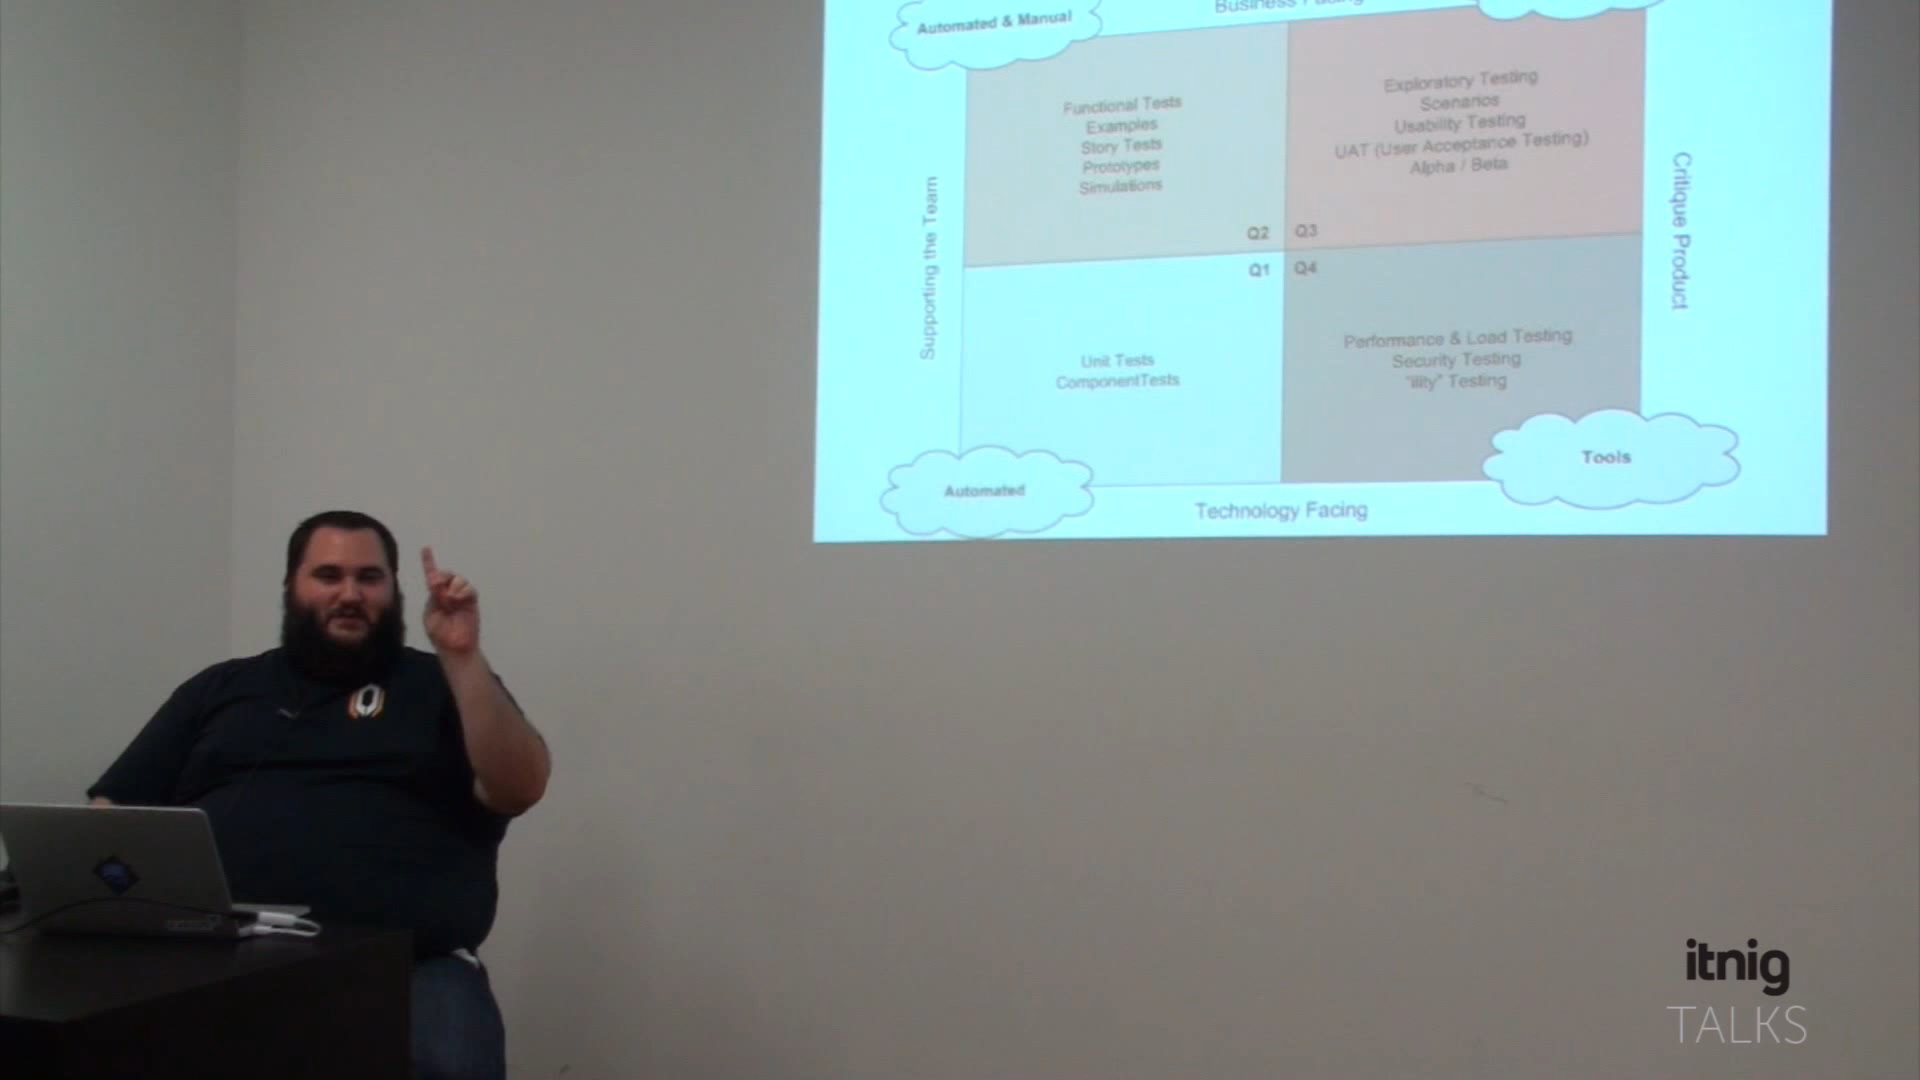 Automated & Manual
Business Facing
Functional Tests
Examples
Story Tests
Prototypes
Simulations
Q2
Exploratory Testing
Scenarios
Usability Testing
UAT (User Acceptance Testing)
Alpha / Beta
Q3
Supporting the Team
Critique Product
Q1
Unit Tests
ComponentTests
Q4
Performance & Load Testing
Security Testing
"ility" Testing
Automated
Tools
Technology Facing
itnig
TALKS